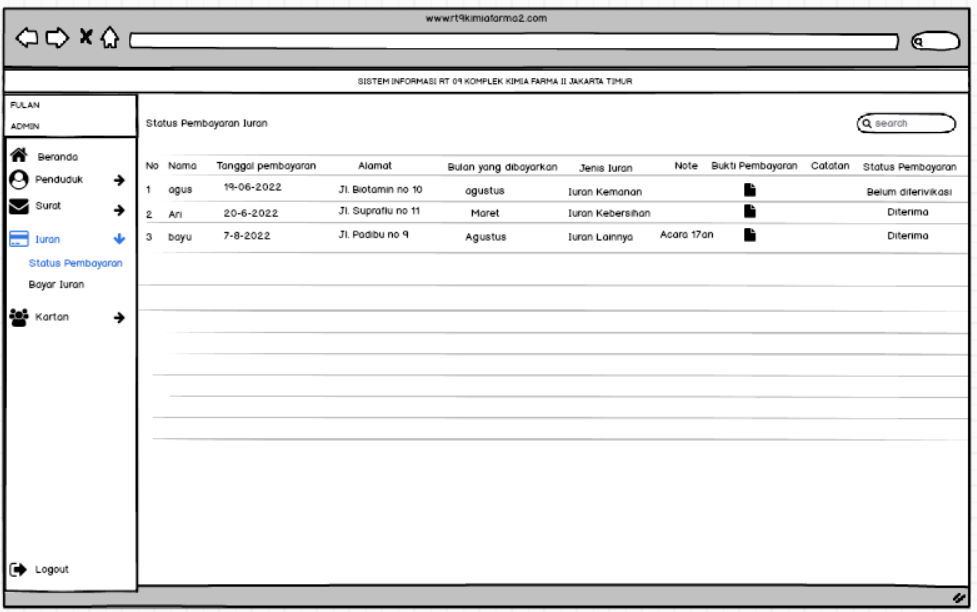 www.rt9kimiafarma2.com
SISTEM INFORMASI RT 09 KOMPLEK KIMIA FARMA II JAKARTA TIMUR
FULAN
ADMIN
Beranda
Penduduk
Surat
Iuran
Status Pembayaran
Bayar Iuran
Kartan
Logout
Status Pembayaran Iuran
search
No Nama Tanggal pembayaran Alamat Bulan yang dibayarkan Jenis Iuran Note Bukti Pembayaran Catatan Status Pembayaran
1 agus 19-06-2022 Jl. Biotamin no 10 agustus Iuran Kemanan Belum diferivikasi
2 Ari 20-6-2022 Jl. Supraflu no 11 Maret Iuran Kebersihan Diterima
3 bayu 7-8-2022 Jl. Padibu no 9 Agustus Iuran Lainnya Acara 17an Diterima